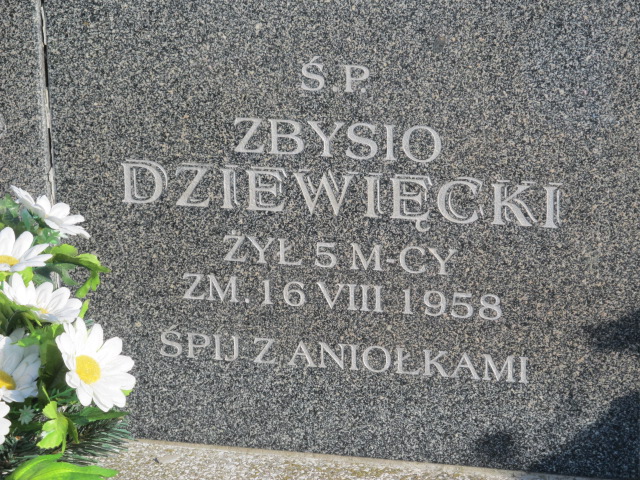 Ś.P.
ZBYSIO
DZIEWIĘCKI
ŻYŁ 5 M-CY
ZM. 16 VIII 1958
ŚPIJ Z ANIOŁKAMI